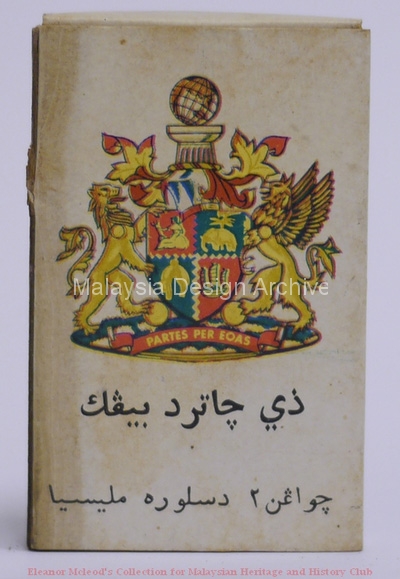 PARTES PER EOAS
Malaysia Design Archive
ذي چاترد بيڠك
چواڠن٢ دسلوره مليسيا
Eleanor Mcleod's Collection for Malaysian Heritage and History Club